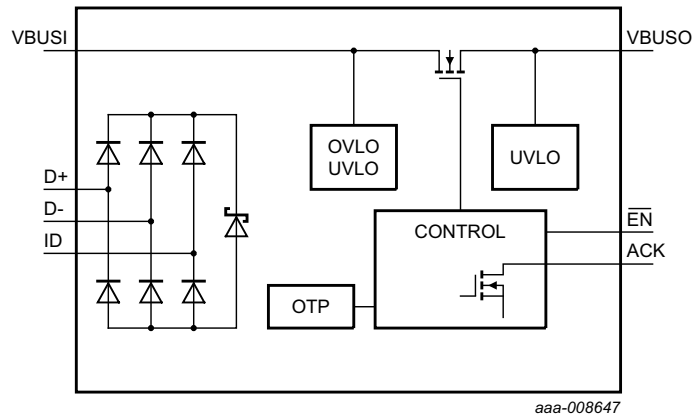 VBUSI
VBUSO
OVLO
UVLO
UVLO
D+
D-
ID
CONTROL
EN
ACK
OTP
aaa-008647